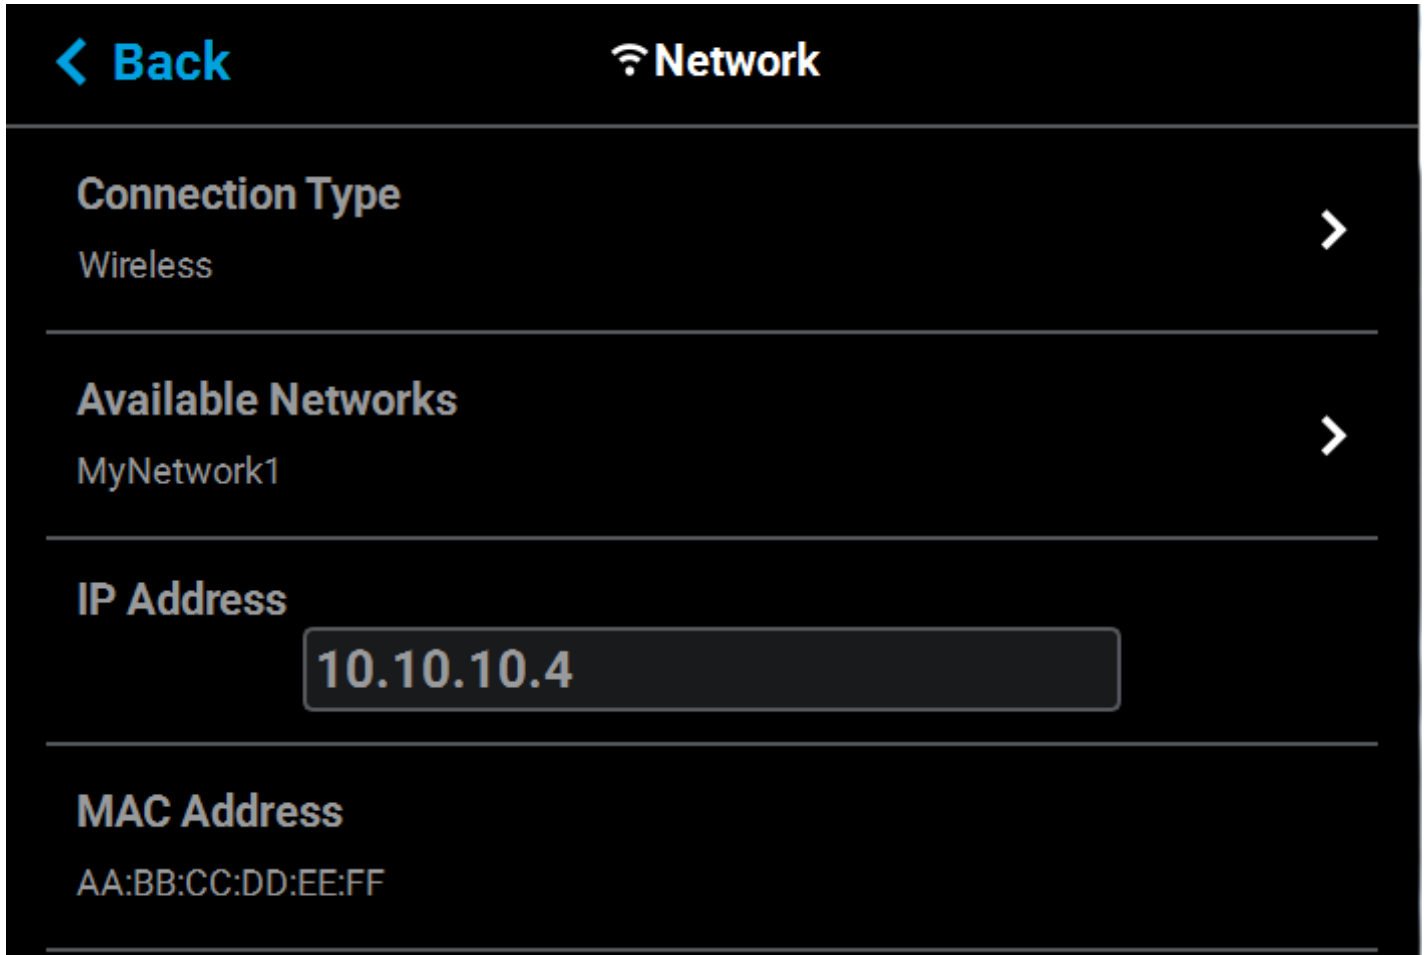 Back
Network
Connection Type
Wireless
Available Networks
MyNetwork1
IP Address
10.10.10.4
MAC Address
AA:BB:CC:DD:EE:FF